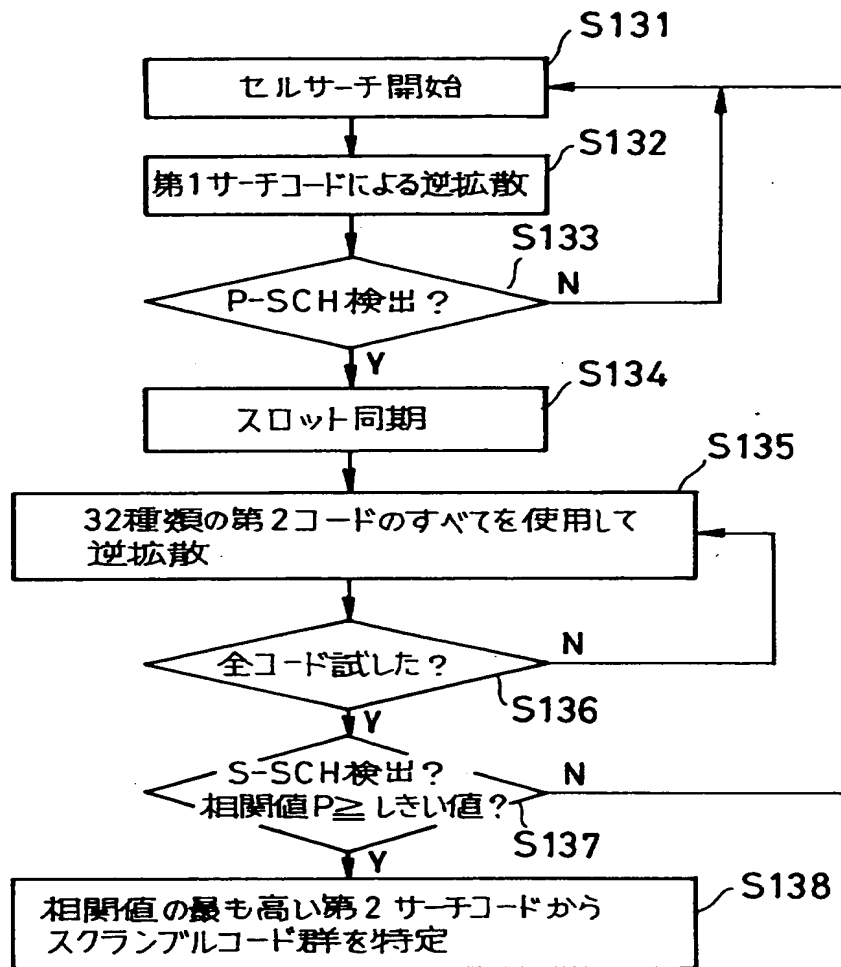 S131
セルサーチ開始
S132
第1サーチコードによる逆拡散
S133
P-SCH検出?
N
Y
S134
スロット同期
S135
32種類の第2コードのすべてを使用して
逆拡散
全コード試した?
N
S136
Y
S-SCH検出?
相関値P≧しきい値?
N
S137
Y
S138
相関値の最も高い第2サーチコードから
スクランブルコード群を特定